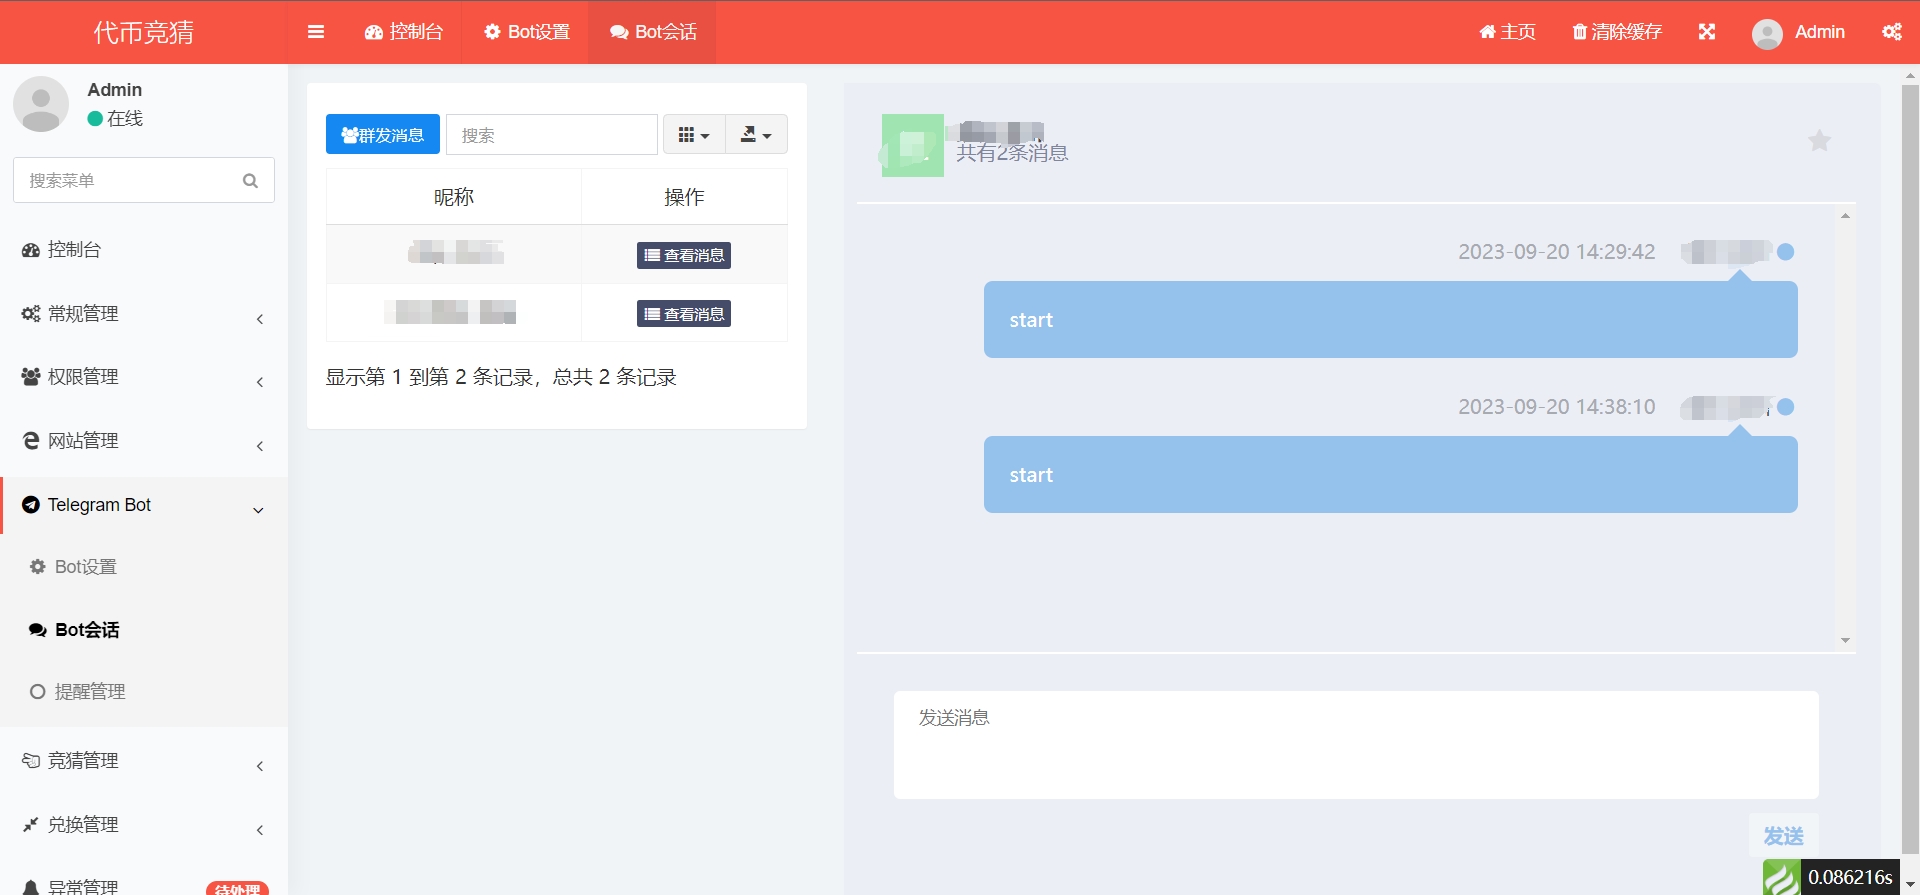 代币竞猜
控制台
Bot设置
Bot会话
主页
清除缓存
Admin
Admin
在线
搜索菜单
控制台
常规管理
权限管理
网站管理
Telegram Bot
Bot设置
Bot会话
提醒管理
竞猜管理
兑换管理
异常管理
待处理
群发消息
搜索
昵称 操作
查看消息
查看消息
显示第 1 到第 2 条记录，总共 2 条记录
共有2条消息
2023-09-20 14:29:42
start
2023-09-20 14:38:10
start
发送消息
发送
0.086216s